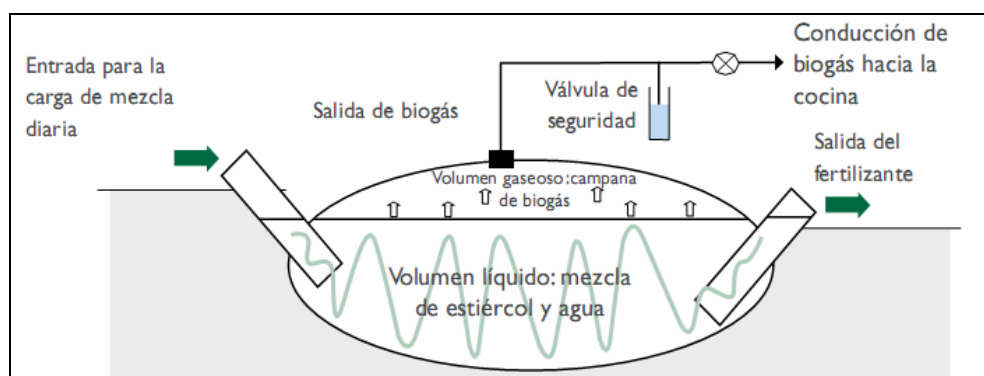 Entrada para la
carga de mezcla
diaria
Salida de biogás
Válvula de
seguridad
Conducción de
biogás hacia la
cocina
Salida del
fertilizante
Volumen gaseoso:campana
de biogás
Volumen líquido: mezcla
de estiércol y agua